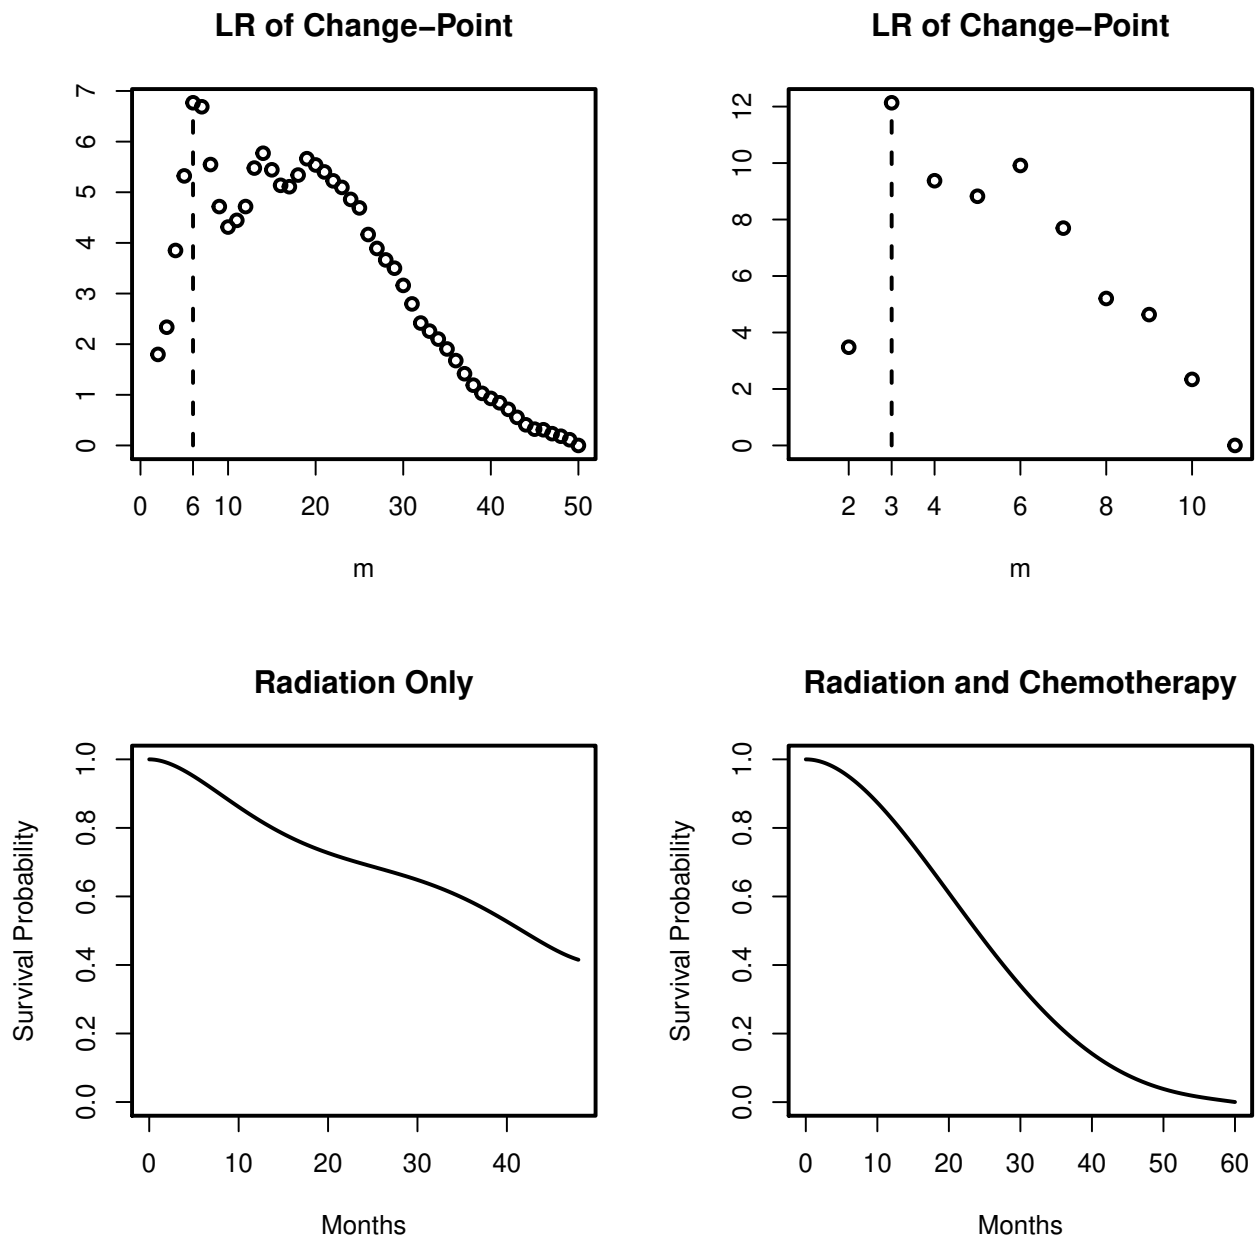 LR of Change–Point
7
6
5
4
3
2
1
0
0 6 10 20 30 40 50
m
LR of Change–Point
12
10
8
6
4
2
0
2 3 4 6 8 10
m
Radiation Only
Survival Probability
1.0
0.8
0.6
0.4
0.2
0.0
0 10 20 30 40
Months
Radiation and Chemotherapy
Survival Probability
1.0
0.8
0.6
0.4
0.2
0.0
0 10 20 30 40 50 60
Months